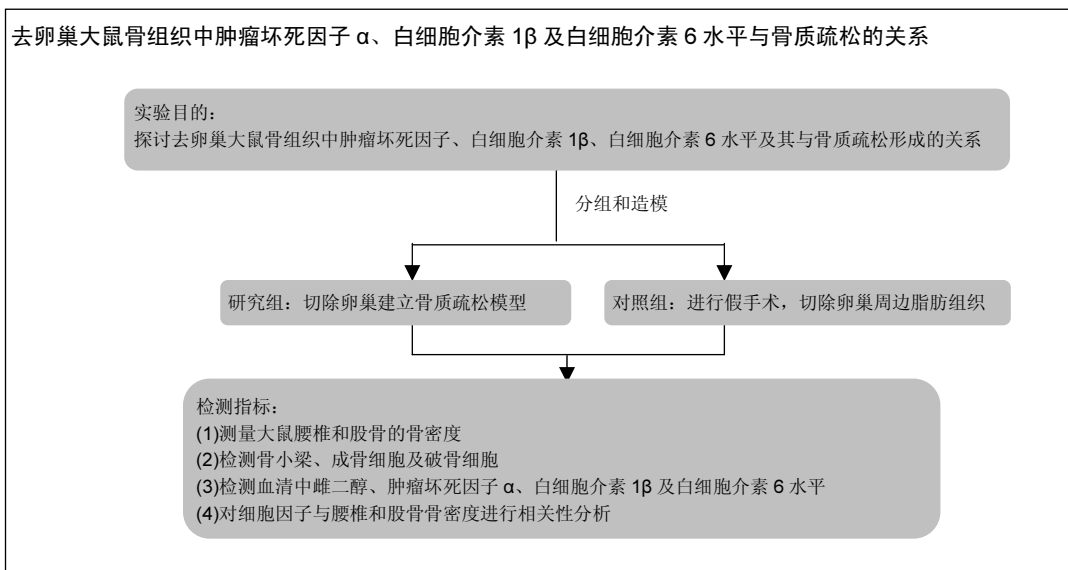 去卵巢大鼠骨组织中肿瘤坏死因子 α、白细胞介素 1β 及白细胞介素 6 水平与骨质疏松的关系
实验目的：
探讨去卵巢大鼠骨组织中肿瘤坏死因子、白细胞介素 1β、白细胞介素 6 水平及其与骨质疏松形成的关系
分组和造模
研究组：切除卵巢建立骨质疏松模型
对照组：进行假手术，切除卵巢周边脂肪组织
检测指标：
(1)测量大鼠腰椎和股骨的骨密度
(2)检测骨小梁、成骨细胞及破骨细胞
(3)检测血清中雌二醇、肿瘤坏死因子 α、白细胞介素 1β 及白细胞介素 6 水平
(4)对细胞因子与腰椎和股骨骨密度进行相关性分析